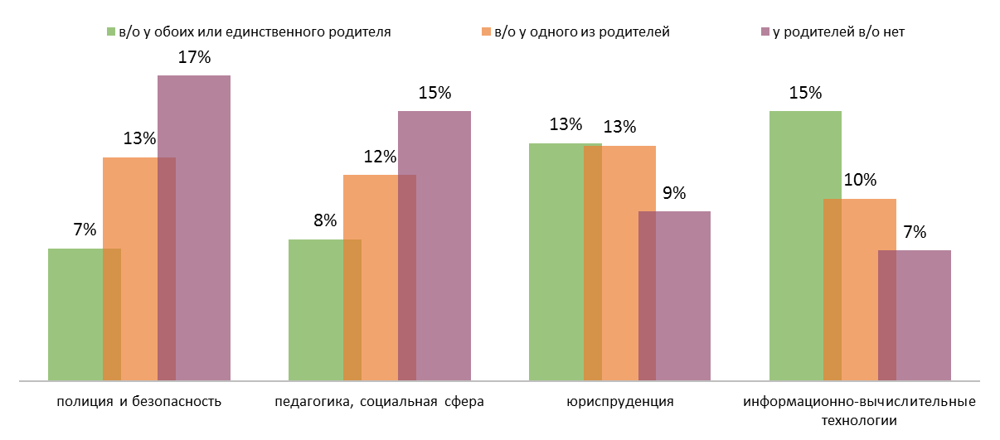 в/о у обоих или единственного родителя
в/о у одного из родителей
у родителей в/о нет
7%
13%
17%
8%
12%
15%
13%
13%
9%
15%
10%
7%
полиция и безопасность
педагогика, социальная сфера
юриспруденция
информационно-вычислительные
технологии